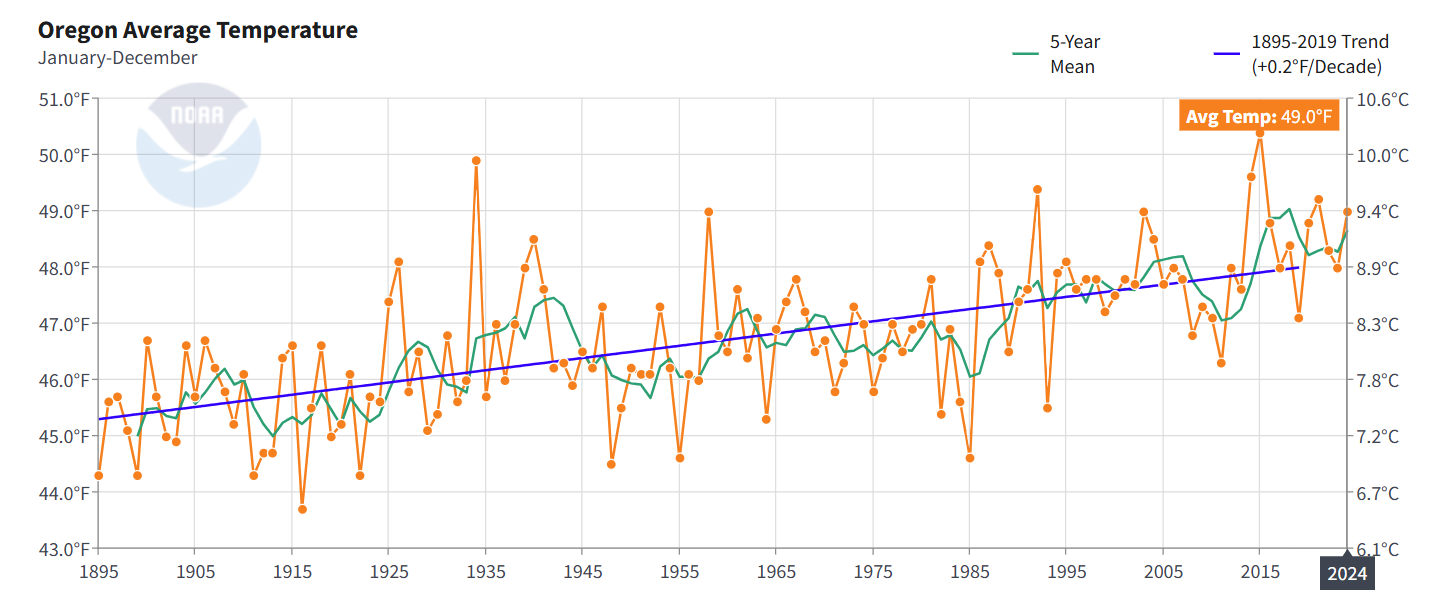 Oregon Average Temperature
January-December
5-Year
Mean
1895-2019 Trend
(+0.2°F/Decade)
NOAA
Avg Temp: 49.0°F
51.0°F
50.0°F
49.0°F
48.0°F
47.0°F
46.0°F
45.0°F
44.0°F
43.0°F
10.6°C
10.0°C
9.4°C
8.9°C
8.3°C
7.8°C
7.2°C
6.7°C
6.1°C
1895
1905
1915
1925
1935
1945
1955
1965
1975
1985
1995
2005
2015
2024